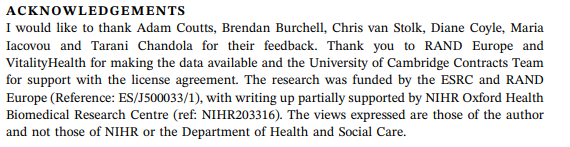 ACKNOWLEDGEMENTS
I would like to thank Adam Coutts, Brendan Burchell, Chris van Stolk, Diane Coyle, Maria
Iacovou and Tarani Chandola for their feedback. Thank you to RAND Europe and
VitalityHealth for making the data available and the University of Cambridge Contracts Team
for support with the license agreement. The research was funded by the ESRC and RAND
Europe (Reference: ES/J500033/1), with writing up partially supported by NIHR Oxford Health
Biomedical Research Centre (ref: NIHR203316). The views expressed are those of the author
and not those of NIHR or the Department of Health and Social Care.